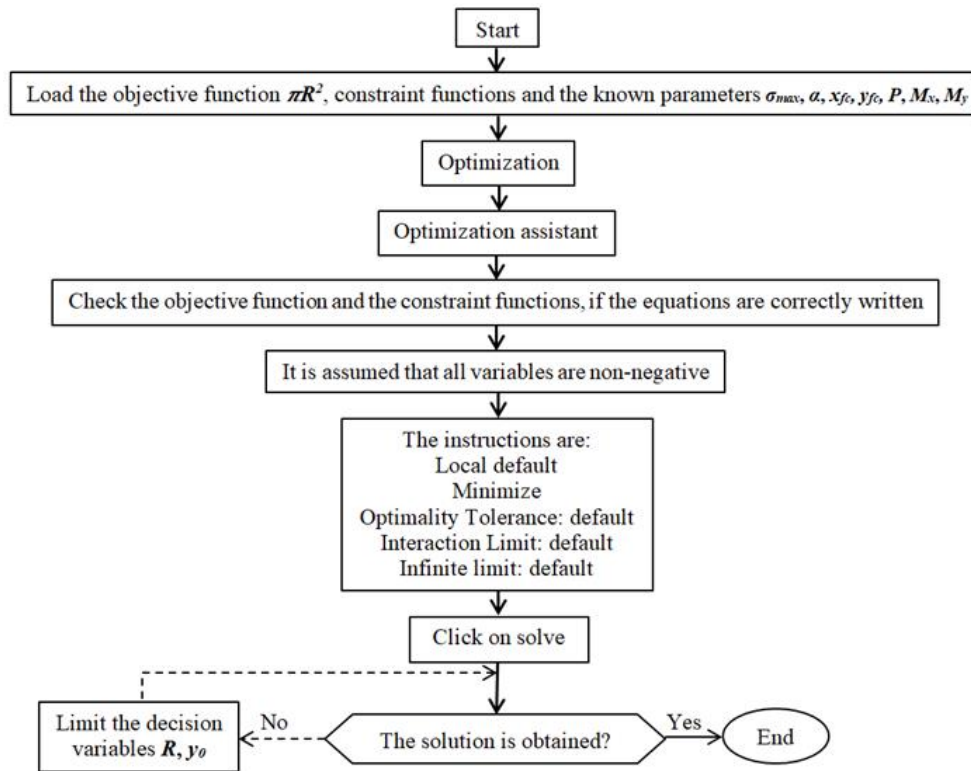 Start
Load the objective function πR², constraint functions and the known parameters σmax, α, xfc, yfc, P, Mx, My
Optimization
Optimization assistant
Check the objective function and the constraint functions, if the equations are correctly written
It is assumed that all variables are non-negative
The instructions are:
Local default
Minimize
Optimality Tolerance: default
Interaction Limit: default
Infinite limit: default
Click on solve
Limit the decision
variables R, y0
No
The solution is obtained?
Yes
End